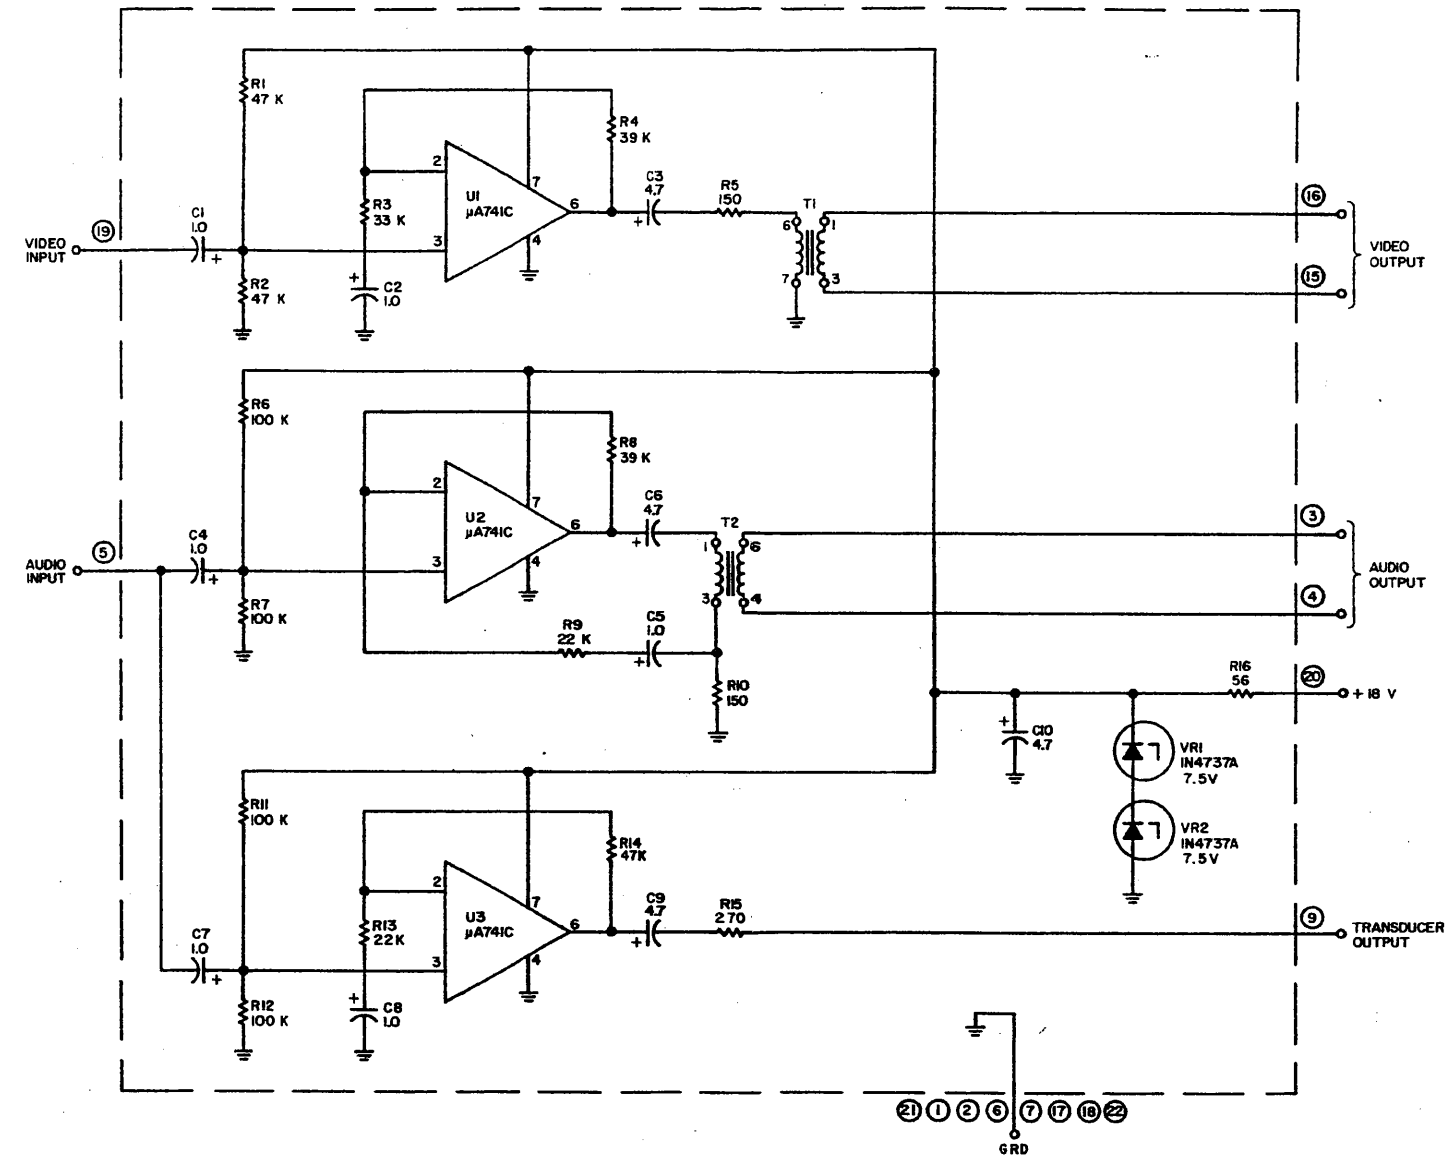 R1
47 K
R4
39 K
2
7
U1
µA741C
6
C3
4.7
+
R5
150
T1
6
1
7
3
16
VIDEO
OUTPUT
15
R3
33 K
19
VIDEO
INPUT
C1
1.0
+
3
4
R2
47 K
+
C2
1.0
R6
100 K
R8
39 K
2
7
U2
µA741C
6
C6
4.7
+
T2
1
6
3
4
3
AUDIO
OUTPUT
4
5
AUDIO
INPUT
C4
1.0
+
3
4
R7
100 K
R9
22 K
C5
1.0
+
R10
150
R16
56
20
+18 V
+
C10
4.7
VR1
1N4737A
7.5V
VR2
1N4737A
7.5V
R11
100 K
R14
47K
2
7
U3
µA741C
6
C9
4.7
+
R15
270
9
TRANSDUCER
OUTPUT
R13
22K
C7
1.0
+
3
4
R12
100 K
+
C8
1.0
21 1 2 6 7 17 18 22
GRD